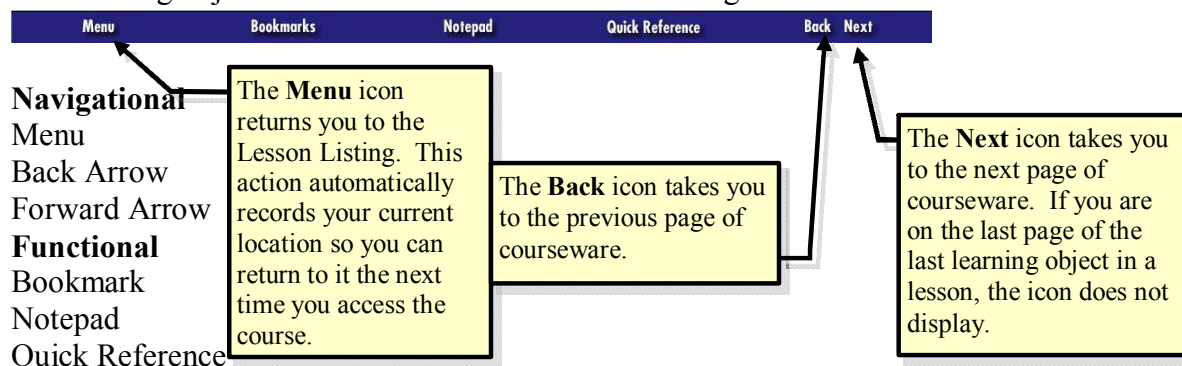 Menu Bookmarks Notepad Quick Reference Back Next
Navigational
Menu
Back Arrow
Forward Arrow
Functional
Bookmark
Notepad
Quick Reference
The Menu icon
returns you to the
Lesson Listing. This
action automatically
records your current
location so you can
return to it the next
time you access the
course.
The Back icon takes you
to the previous page of
courseware.
The Next icon takes you
to the next page of
courseware. If you are
on the last page of the
last learning object in a
lesson, the icon does not
display.